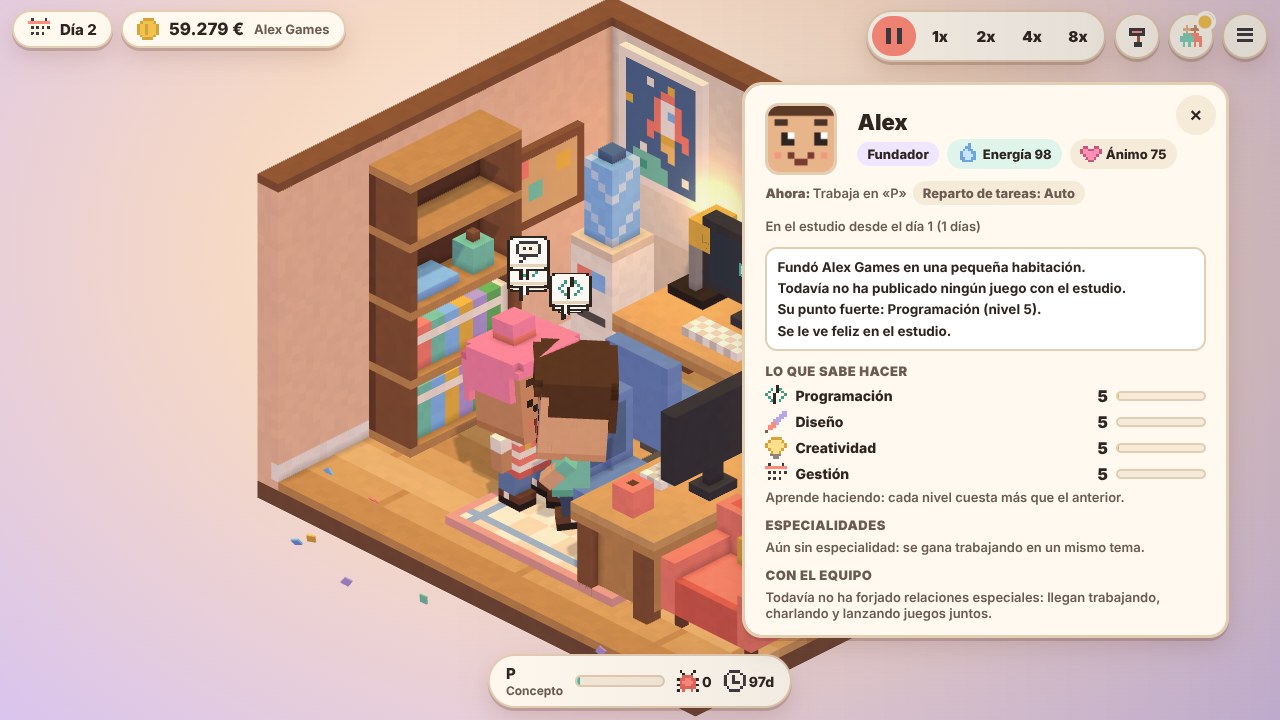 Día 2
59.279 € Alex Games
1x 2x 4x 8x
Alex
Fundador Energía 98 Ánimo 75
Ahora: Trabaja en «P» Reparto de tareas: Auto
En el estudio desde el día 1 (1 días)
Fundó Alex Games en una pequeña habitación.
Todavía no ha publicado ningún juego con el estudio.
Su punto fuerte: Programación (nivel 5).
Se le ve feliz en el estudio.
LO QUE SABE HACER
Programación 5
Diseño 5
Creatividad 5
Gestión 5
Aprende haciendo: cada nivel cuesta más que el anterior.
ESPECIALIDADES
Aún sin especialidad: se gana trabajando en un mismo tema.
CON EL EQUIPO
Todavía no ha forjado relaciones especiales: llegan trabajando,
charlando y lanzando juegos juntos.
P
Concepto 0 97d